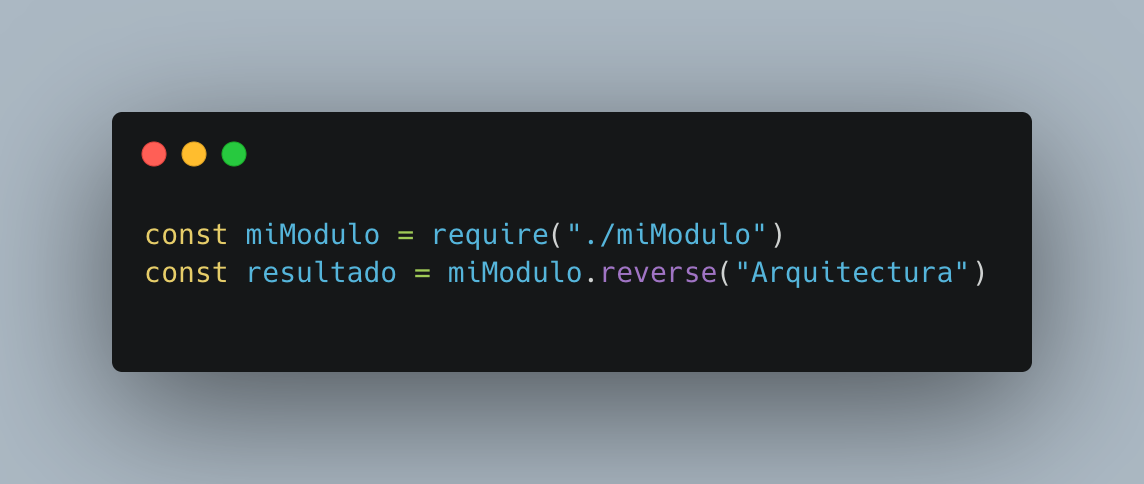 const miModulo = require("./miModulo")
const resultado = miModulo.reverse("Arquitectura")